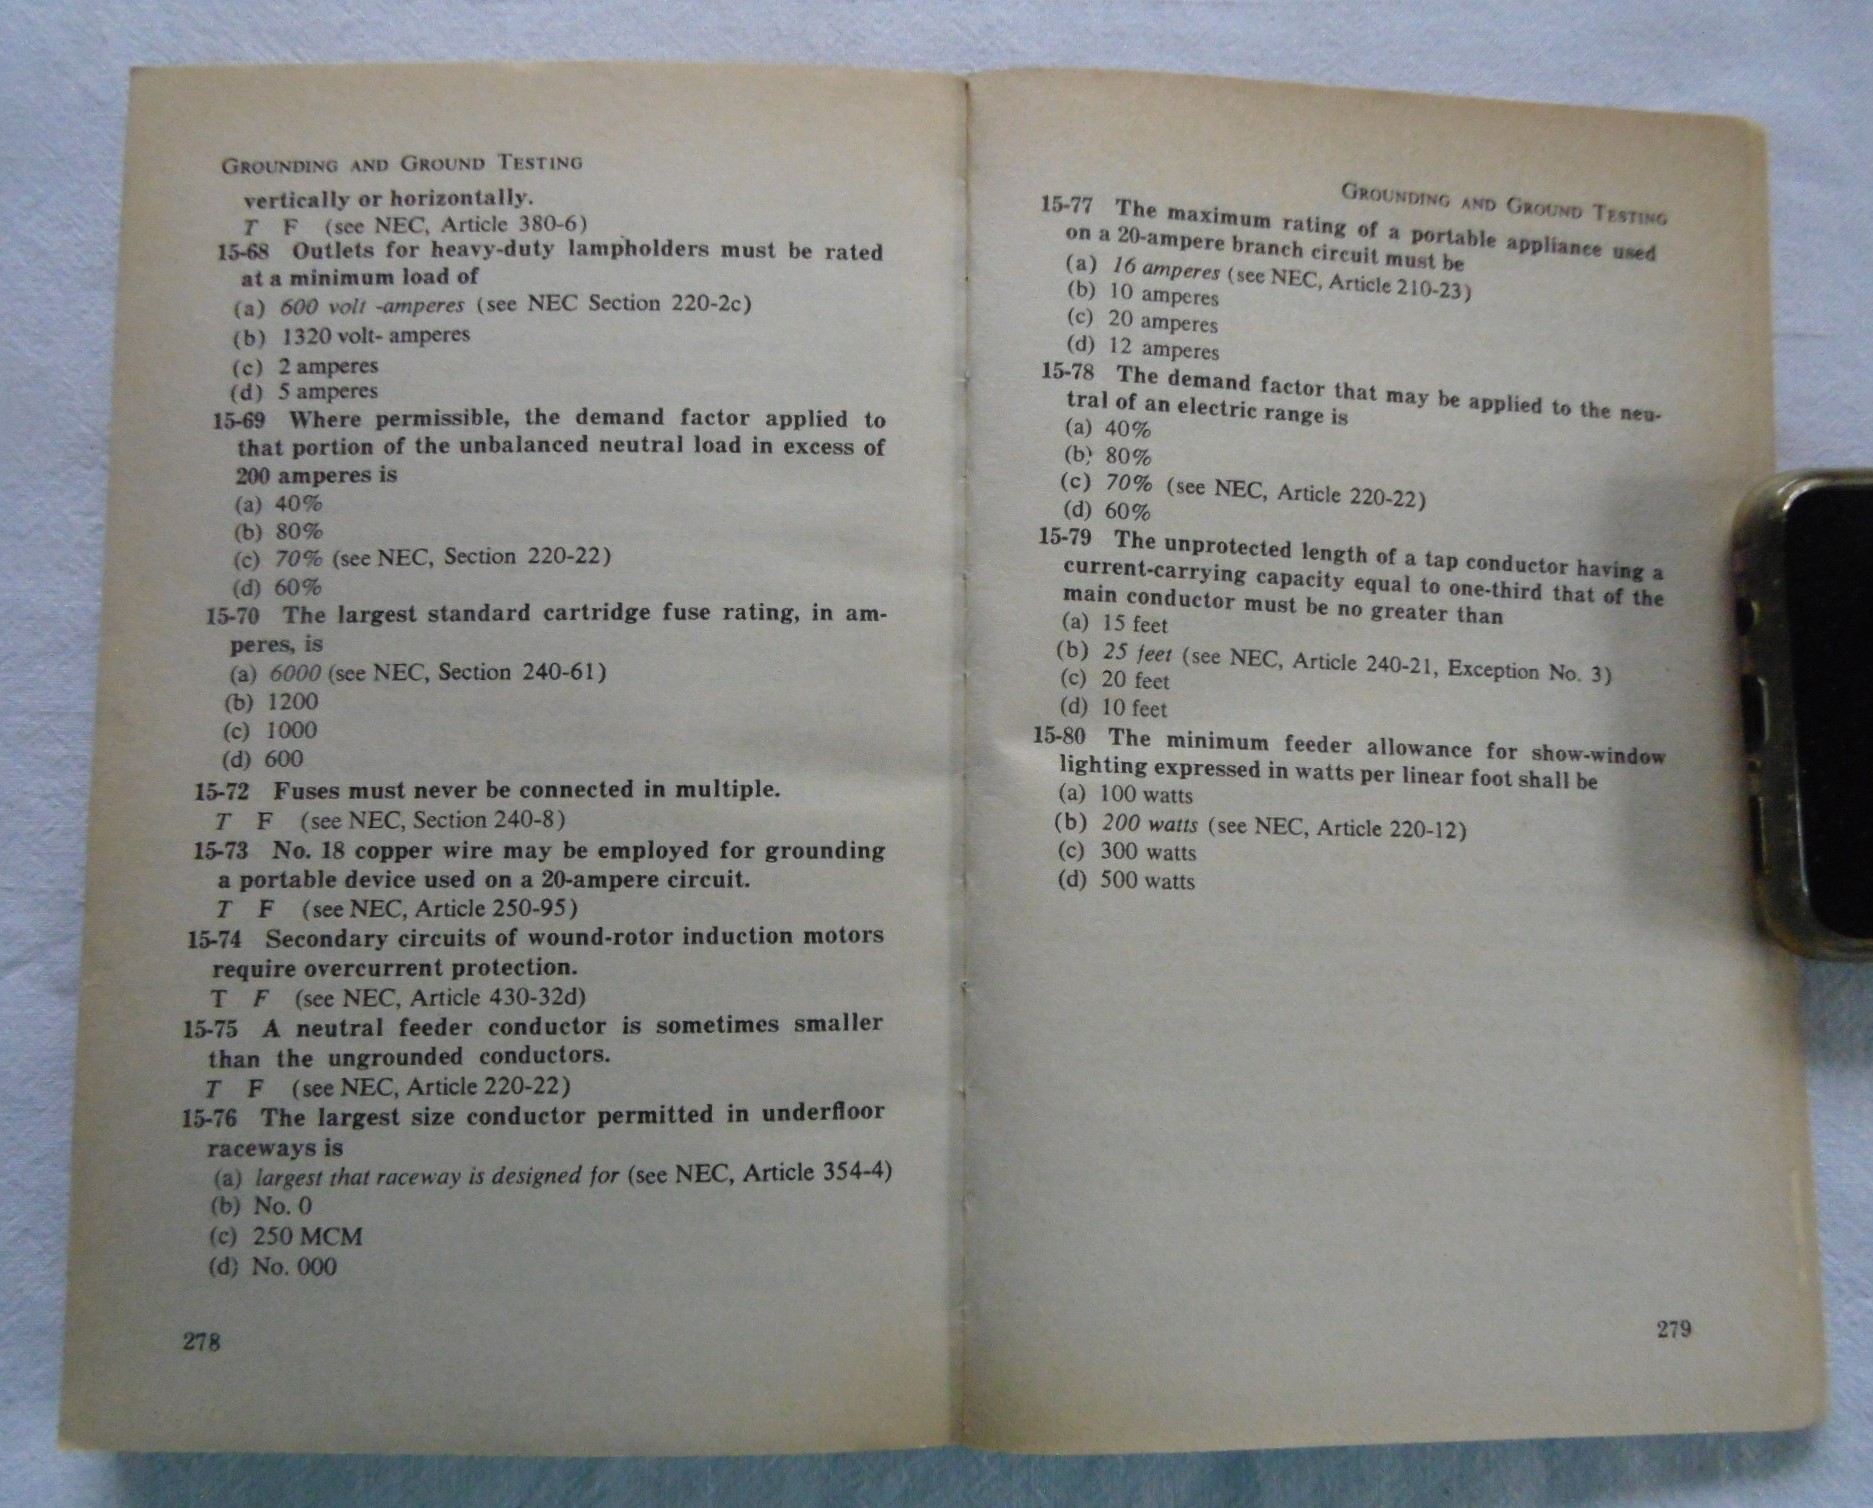 GROUNDING AND GROUND TESTING
vertically or horizontally.
T F (see NEC, Article 380-6)
15-68 Outlets for heavy-duty lampholders must be rated
at a minimum load of
(a) 600 volt -amperes (see NEC Section 220-2c)
(b) 1320 volt- amperes
(c) 2 amperes
(d) 5 amperes
15-69 Where permissible, the demand factor applied to
that portion of the unbalanced neutral load in excess of
200 amperes is
(a) 40%
(b) 80%
(c) 70% (see NEC, Section 220-22)
(d) 60%
15-70 The largest standard cartridge fuse rating, in am-
peres, is
(a) 6000 (see NEC, Section 240-61)
(b) 1200
(c) 1000
(d) 600
15-72 Fuses must never be connected in multiple.
T F (see NEC, Section 240-8)
15-73 No. 18 copper wire may be employed for grounding
a portable device used on a 20-ampere circuit.
T F (see NEC, Article 250-95)
15-74 Secondary circuits of wound-rotor induction motors
require overcurrent protection.
T F (see NEC, Article 430-32d)
15-75 A neutral feeder conductor is sometimes smaller
than the ungrounded conductors.
T F (see NEC, Article 220-22)
15-76 The largest size conductor permitted in underfloor
raceways is
(a) largest that raceway is designed for (see NEC, Article 354-4)
(b) No. 0
(c) 250 MCM
(d) No. 000
278
GROUNDING AND GROUND TESTING
15-77 The maximum rating of a portable appliance used
on a 20-ampere branch circuit must be
(a) 16 amperes (see NEC, Article 210-23)
(b) 10 amperes
(c) 20 amperes
(d) 12 amperes
15-78 The demand factor that may be applied to the neu-
tral of an electric range is
(a) 40%
(b) 80%
(c) 70% (see NEC, Article 220-22)
(d) 60%
15-79 The unprotected length of a tap conductor having a
current-carrying capacity equal to one-third that of the
main conductor must be no greater than
(a) 15 feet
(b) 25 feet (see NEC, Article 240-21, Exception No. 3)
(c) 20 feet
(d) 10 feet
15-80 The minimum feeder allowance for show-window
lighting expressed in watts per linear foot shall be
(a) 100 watts
(b) 200 watts (see NEC, Article 220-12)
(c) 300 watts
(d) 500 watts
279